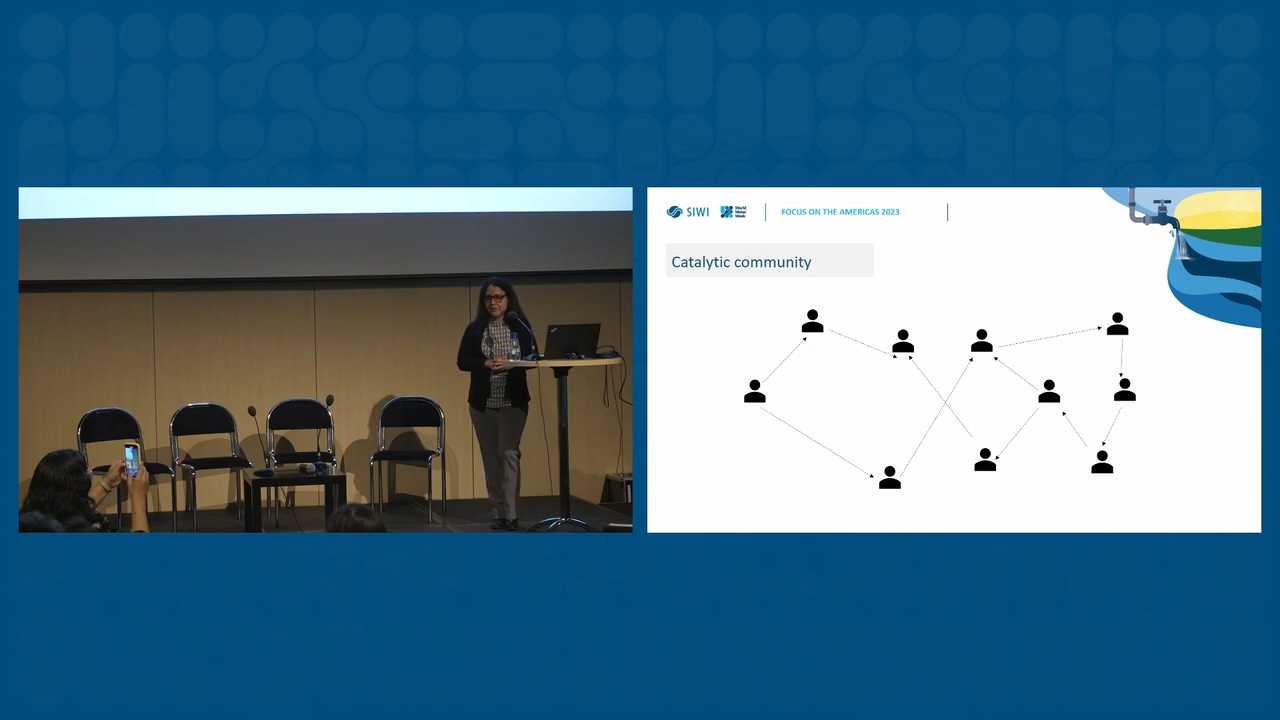 SIWI
World
Water
Week
FOCUS ON THE AMERICAS 2023
Catalytic community